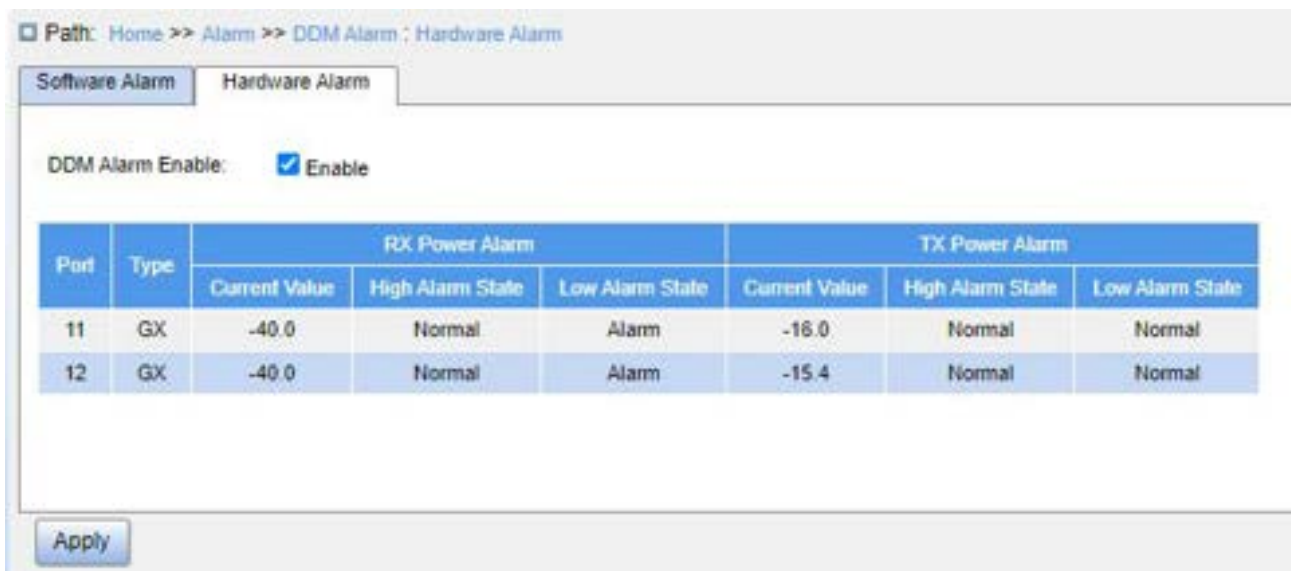 Path: Home >> Alarm >> DDM Alarm : Hardware Alarm
Software Alarm Hardware Alarm
DDM Alarm Enable: Enable
Port Type RX Power Alarm TX Power Alarm
Current Value High Alarm State Low Alarm State Current Value High Alarm State Low Alarm State
11 GX -40.0 Normal Alarm -16.0 Normal Normal
12 GX -40.0 Normal Alarm -15.4 Normal Normal
Apply